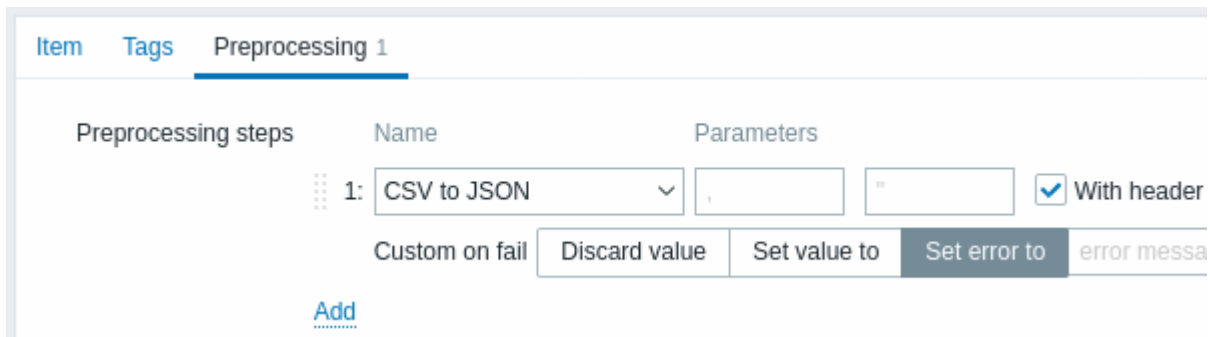 Item Tags Preprocessing 1
Preprocessing steps Name Parameters
1: CSV to JSON , " With header
Custom on fail Discard value Set value to Set error to error messa
Add